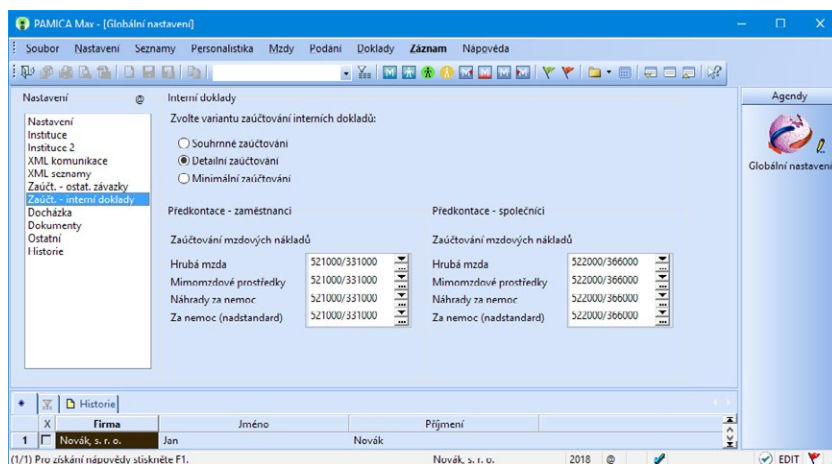 PAMICA Max - [Globální nastavení]
Soubor Nastavení Seznamy Personalistika Mzdy Podání Doklady Záznam Nápověda
Nastavení @ Interní doklady Agendy
Nastavení
Instituce
Instituce 2
XML komunikace
XML seznamy
Zaúčt. - ostat. závazky
Zaúčt. - interní doklady
Docházka
Dokumenty
Ostatní
Historie
Zvolte variantu zaúčtování interních dokladů:
Souhrnné zaúčtování
Detailní zaúčtování
Minimální zaúčtování
Předkontace - zaměstnanci Předkontace - společníci
Zaúčtování mzdových nákladů Zaúčtování mzdových nákladů
Hrubá mzda 521000/331000 Hrubá mzda 522000/366000
Mimomzdové prostředky 521000/331000 Mimomzdové prostředky 522000/366000
Náhrady za nemoc 521000/331000 Náhrady za nemoc 522000/366000
Za nemoc (nadstandard) 521000/331000 Za nemoc (nadstandard) 522000/366000
Globální nastavení
Historie
X Firma Jméno Příjmení
1 Novák, s. r. o. Jan Novák
(1/1) Pro získání nápovědy stiskněte F1. Novák, s. r. o. 2018 @ EDIT